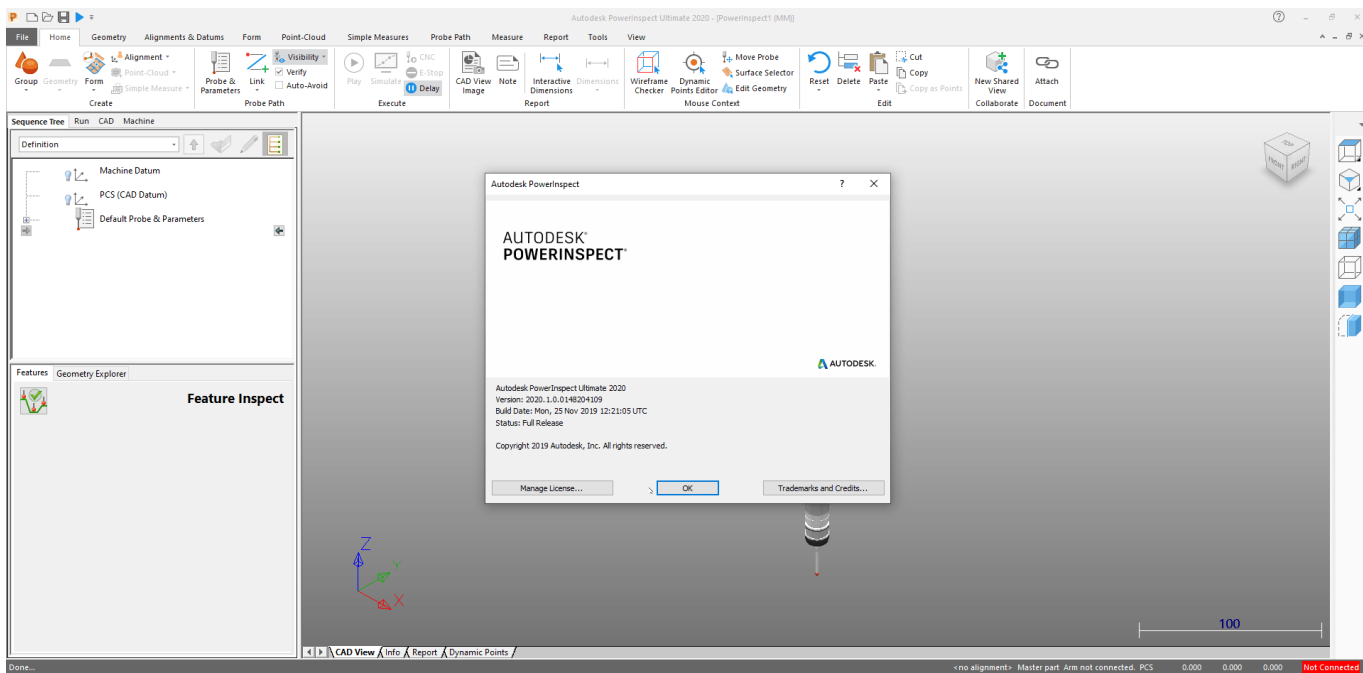 Autodesk PowerInspect Ultimate 2020 - [PowerInspect1 (MM)]
File Home Geometry Alignments & Datums Form Point-Cloud Simple Measures Probe Path Measure Report Tools View
Group
Geometry
Form
Alignment
Point-Cloud
Simple Measure
Create
Probe & Parameters
Link
Visibility
Verify
Auto-Avoid
Probe Path
Play
Simulate
CNC
E-Stop
Delay
Execute
CAD View Image
Note
Interactive Dimensions
Dimensions
Report
Wireframe Checker
Dynamic Points Editor
Move Probe
Surface Selector
Edit Geometry
Mouse Context
Reset
Delete
Paste
Cut
Copy
Copy as Points
Edit
New Shared View
Collaborate
Attach
Document
Sequence Tree Run CAD Machine
Definition
Machine Datum
PCS (CAD Datum)
Default Probe & Parameters
Features Geometry Explorer
Feature Inspect
TOP
FRONT RIGHT
Autodesk PowerInspect ?
AUTODESK®
POWERINSPECT®
AUTODESK.
Autodesk PowerInspect Ultimate 2020
Version: 2020.1.0.0148204109
Build Date: Mon, 25 Nov 2019 12:21:05 UTC
Status: Full Release
Copyright 2019 Autodesk, Inc. All rights reserved.
Manage License... OK Trademarks and Credits...
Z
Y
X
100
CAD View Info Report Dynamic Points
Done... <no alignment> Master part Arm not connected. PCS 0.000 0.000 0.000 Not Connected